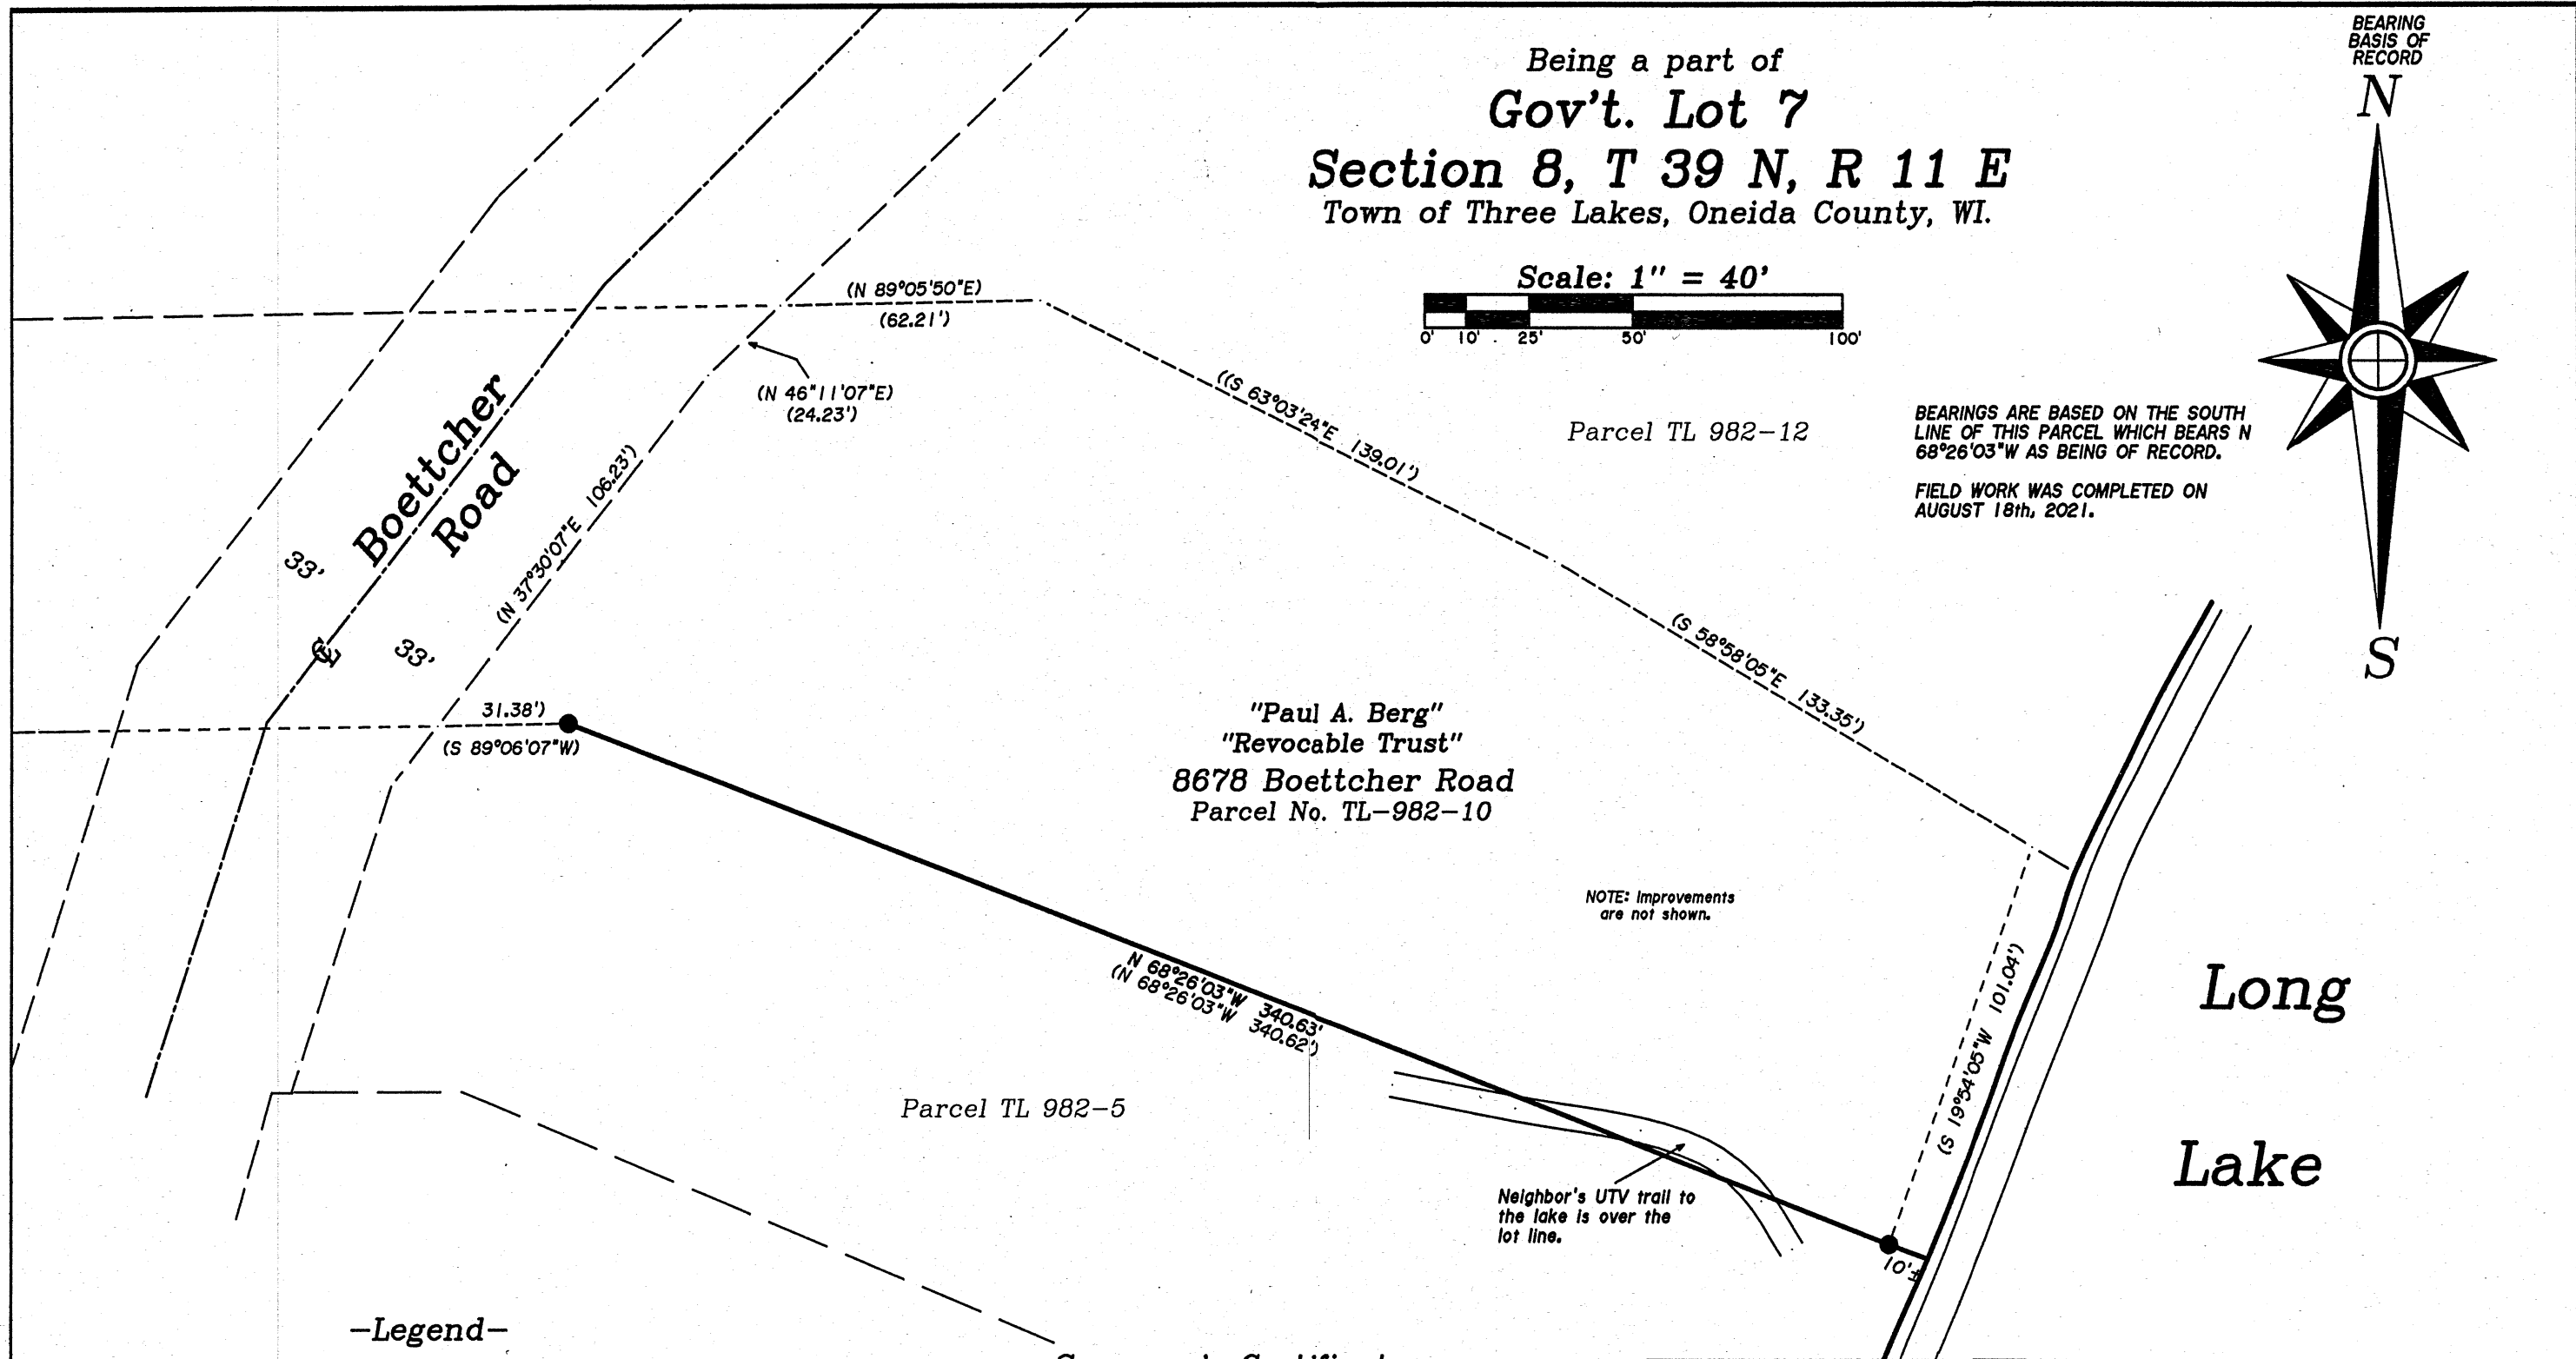 BEARING
BASIS OF
RECORD
N
S
Being a part of
Gov't. Lot 7
Section 8, T 39 N, R 11 E
Town of Three Lakes, Oneida County, WI.
Scale: 1" = 40'
0' 10' 25' 50' 100'
(N 89°05'50"E)
(62.21')
(N 46°11'07"E)
(24.23')
((S 63°03'24"E 139.01')
Parcel TL 982-12
BEARINGS ARE BASED ON THE SOUTH
LINE OF THIS PARCEL WHICH BEARS N
68°26'03"W AS BEING OF RECORD.
FIELD WORK WAS COMPLETED ON
AUGUST 18th, 2021.
Boettcher
Road
(N 37°30'07"E 106.23')
33'
33'
(S 58°58'05"E 133.35')
31.38')
(S 89°06'07"W)
"Paul A. Berg"
"Revocable Trust"
8678 Boettcher Road
Parcel No. TL-982-10
NOTE: Improvements
are not shown.
N 68°26'03"W 340.63'
(N 68°26'03"W 340.62')
(S 19°54'05"W 101.04')
Long
Lake
Parcel TL 982-5
Neighbor's UTV trail to
the lake is over the
lot line.
10'±
-Legend-